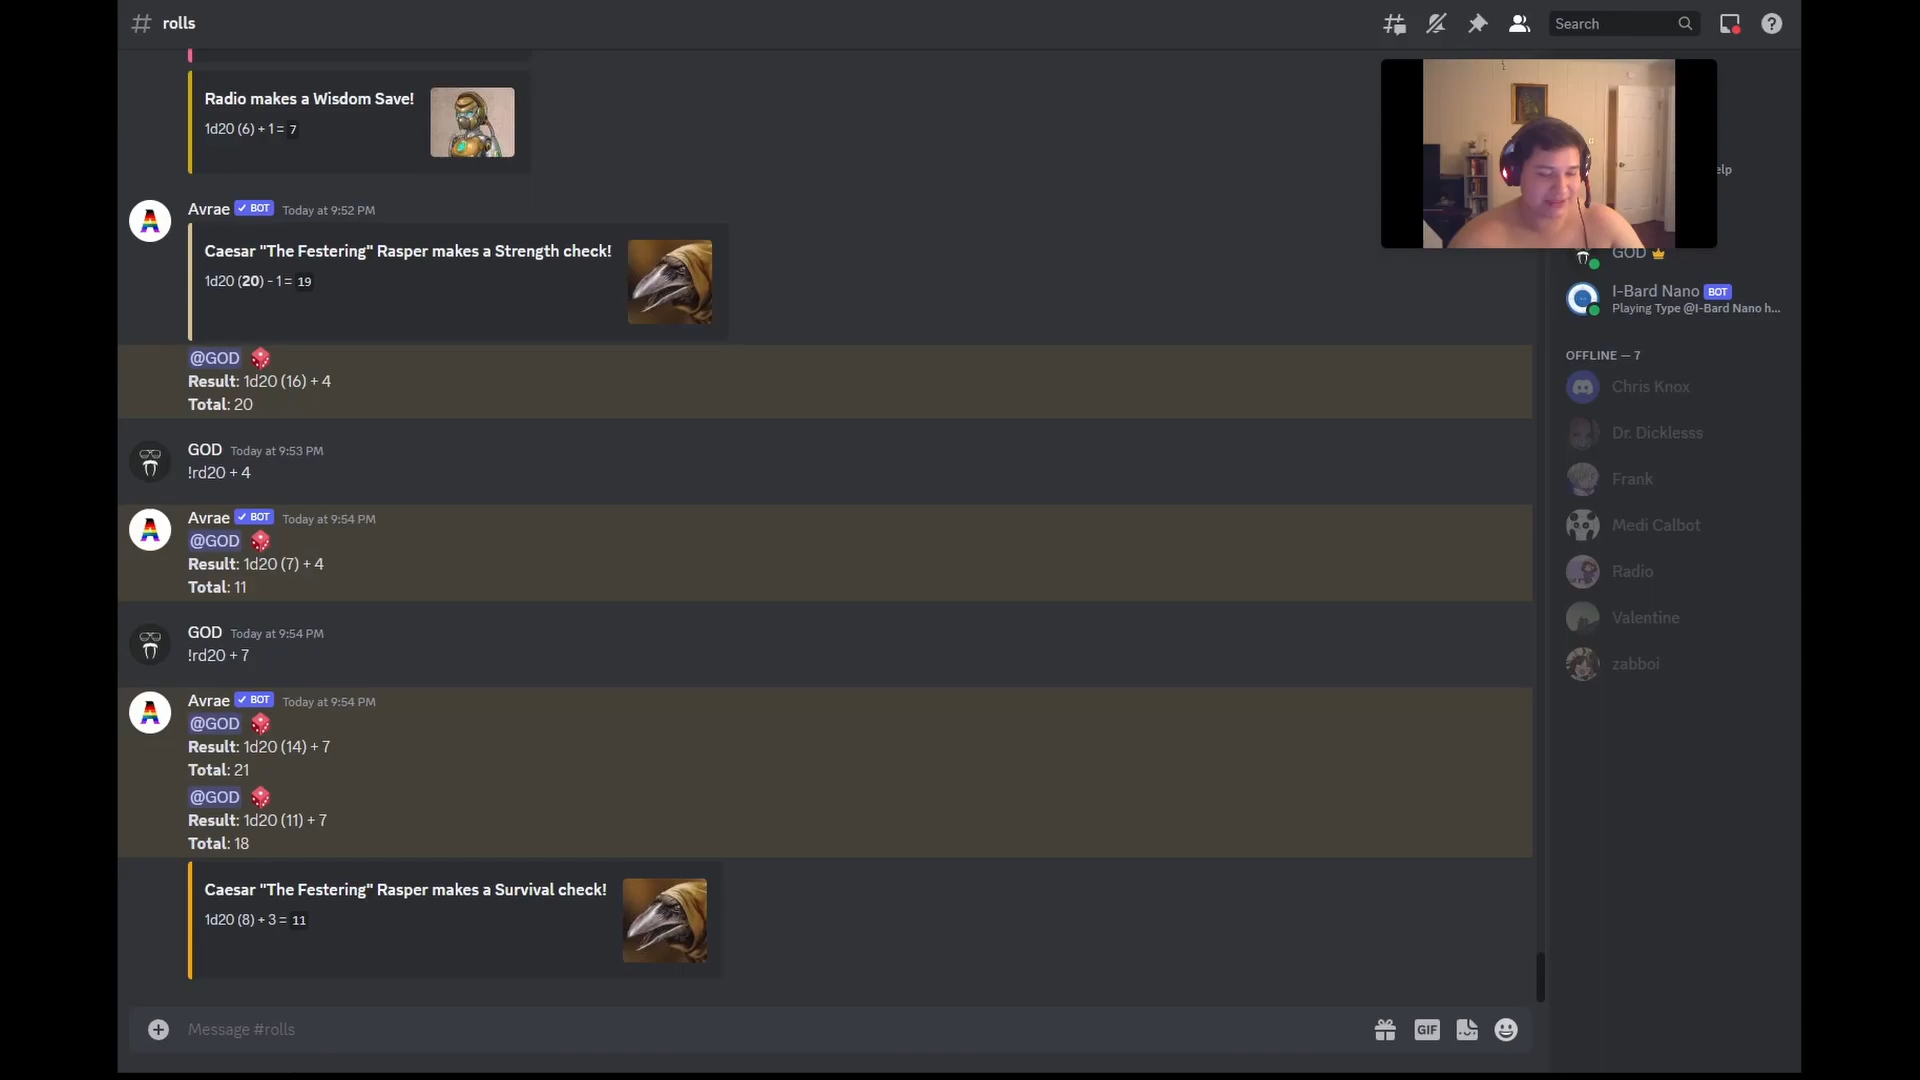 rolls
Search
Radio makes a Wisdom Save!
1d20 (6) + 1 = 7
Avrae ✓ BOT Today at 9:52 PM
Caesar "The Festering" Rasper makes a Strength check!
1d20 (20) - 1 = 19
@GOD
Result: 1d20 (16) + 4
Total: 20
GOD Today at 9:53 PM
!rd20 + 4
Avrae ✓ BOT Today at 9:54 PM
@GOD
Result: 1d20 (7) + 4
Total: 11
GOD Today at 9:54 PM
!rd20 + 7
Avrae ✓ BOT Today at 9:54 PM
@GOD
Result: 1d20 (14) + 7
Total: 21
@GOD
Result: 1d20 (11) + 7
Total: 18
Caesar "The Festering" Rasper makes a Survival check!
1d20 (8) + 3 = 11
Message #rolls
GIF
elp
GOD
I-Bard Nano BOT
Playing Type @I-Bard Nano h...
OFFLINE — 7
Chris Knox
Dr. Dicklesss
Frank
Medi Calbot
Radio
Valentine
zabboi